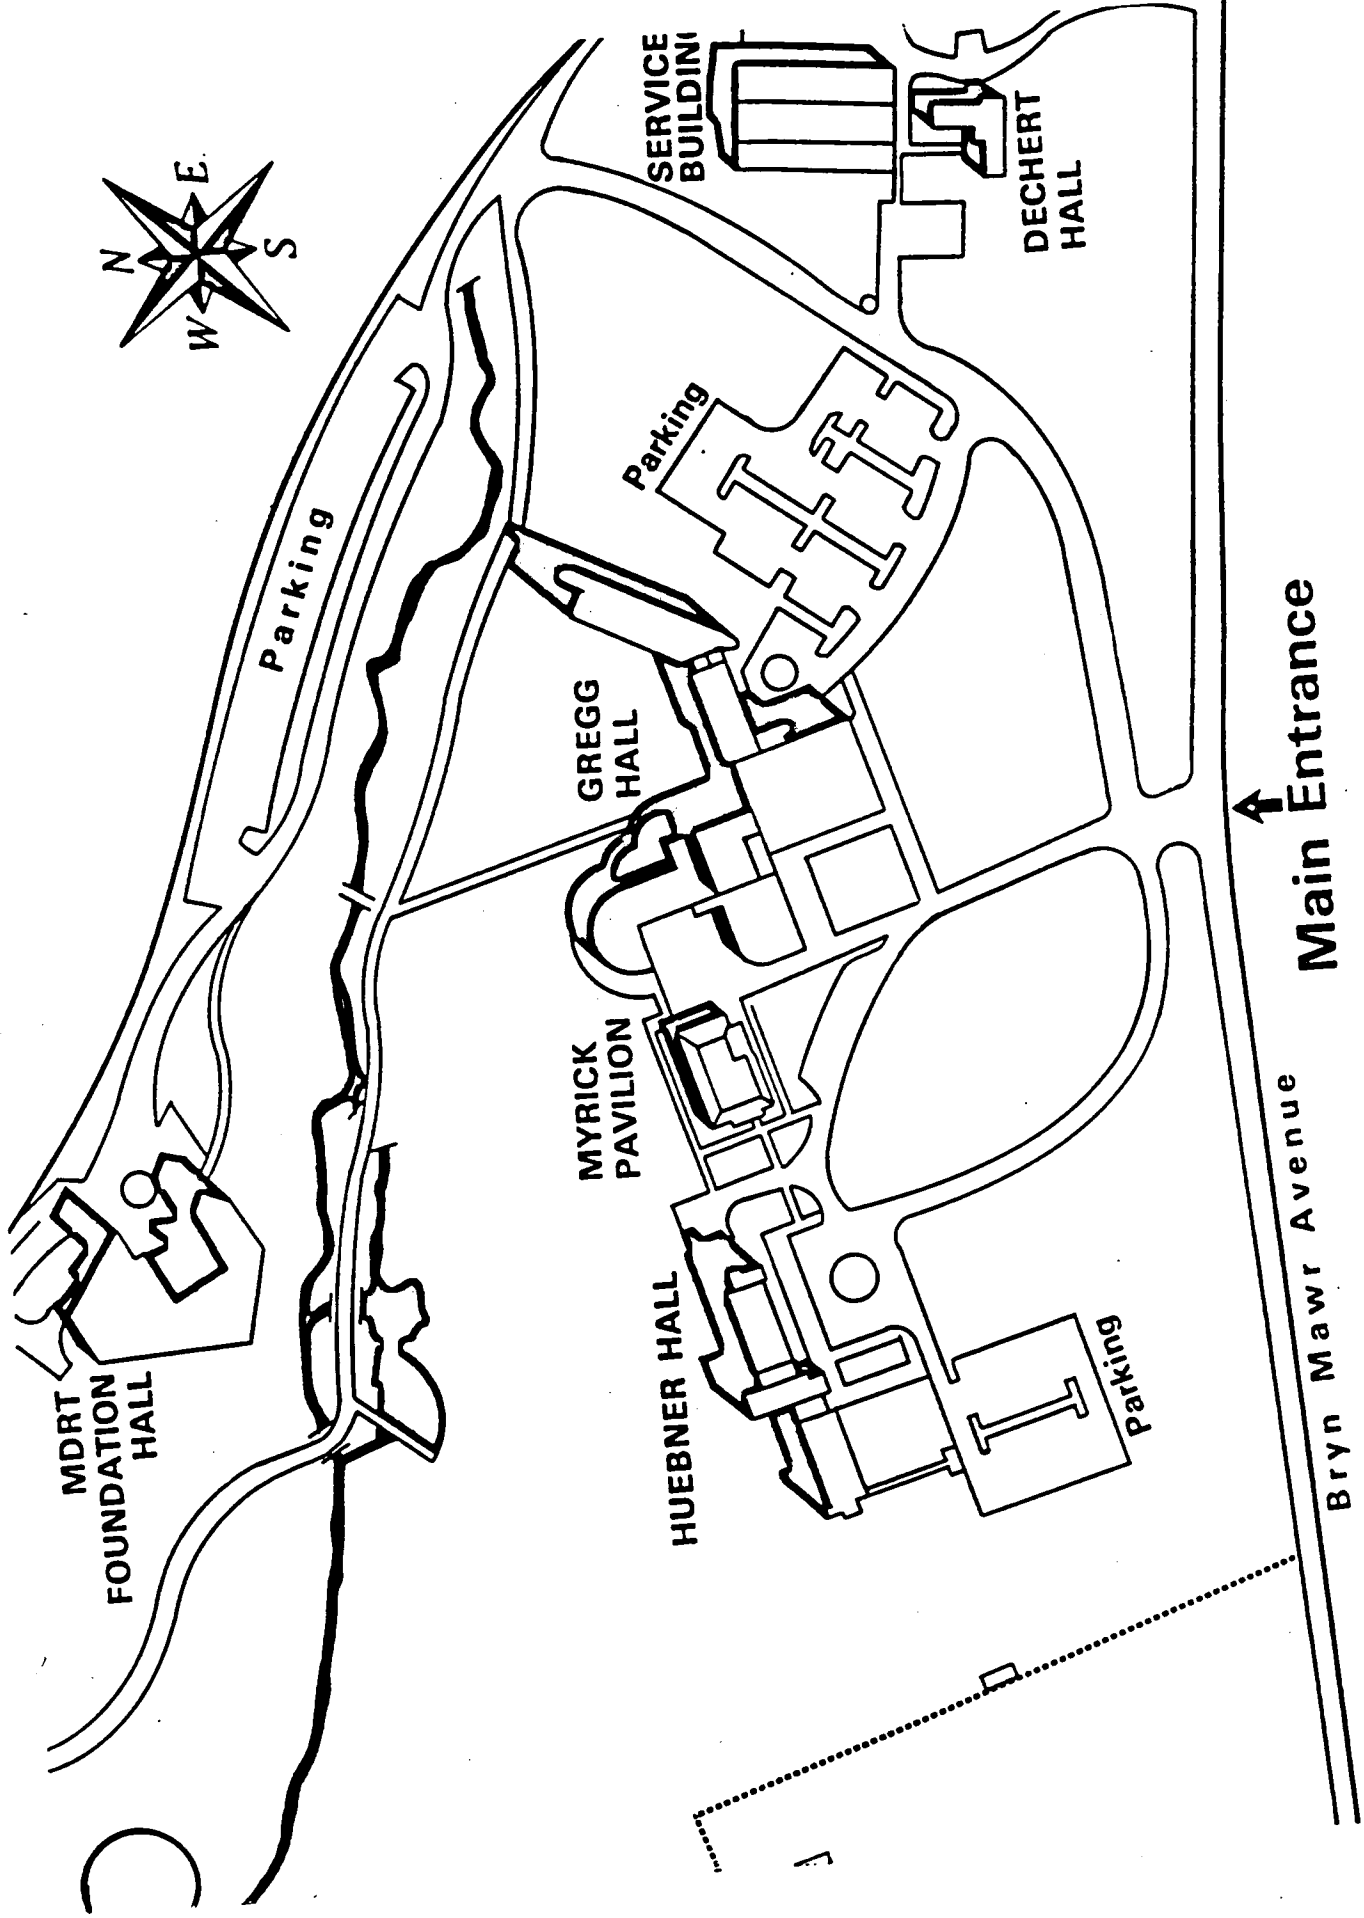 N
W
E
S
MDRT
FOUNDATION
HALL
Parking
SERVICE
BUILDIN
DECHERT
HALL
Parking
GREGG
HALL
MYRICK
PAVILION
HUEBNER HALL
Parking
Main Entrance
Bryn Mawr Avenue